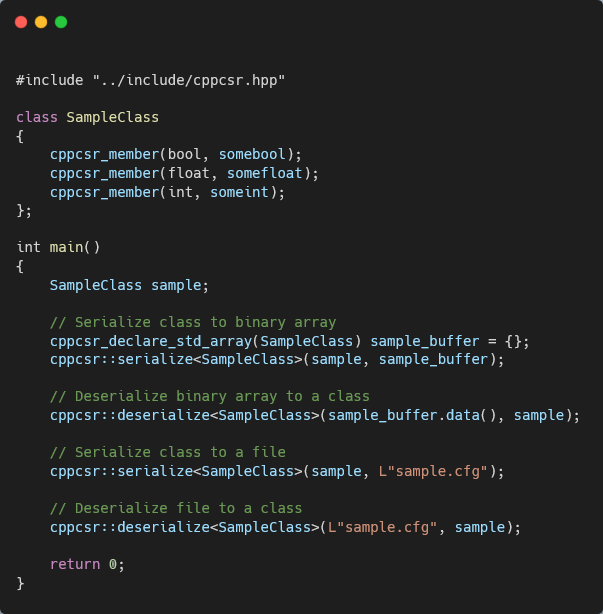 #include "../include/cppcsr.hpp"
class SampleClass
{
    cppcsr_member(bool, somebool);
    cppcsr_member(float, somefloat);
    cppcsr_member(int, someint);
};
int main()
{
    SampleClass sample;
    // Serialize class to binary array
    cppcsr_declare_std_array(SampleClass) sample_buffer = {};
    cppcsr::serialize<SampleClass>(sample, sample_buffer);
    // Deserialize binary array to a class
    cppcsr::deserialize<SampleClass>(sample_buffer.data(), sample);
    // Serialize class to a file
    cppcsr::serialize<SampleClass>(sample, L"sample.cfg");
    // Deserialize file to a class
    cppcsr::deserialize<SampleClass>(L"sample.cfg", sample);
    return 0;
}